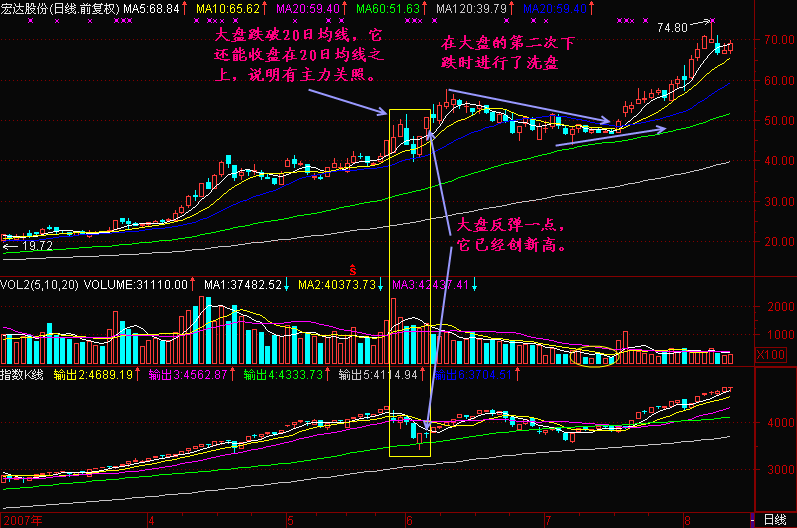 宏达股份(日线.前复权) MA5:68.84↑ MA10:65.62↑ MA20:59.40↑ MA60:51.63↑ MA120:39.79↑ MA20:59.40↑
大盘跌破20日均线，它
还能收盘在20日均线之
上，说明有主力关照。
在大盘的第二次下
跌时进行了洗盘
74.80
70.00
60.00
50.00
40.00
30.00
20.00
大盘反弹一点，
它已经创新高。
19.72
S
VOL2(5,10,20) VOLUME:31110.00↑ MA1:37482.52↓ MA2:40373.73↓ MA3:42437.41↓
2000
1000
X100
指数K线 输出2:4689.19↑ 输出3:4562.87↑ 输出4:4333.73↑ 输出5:4114.94↑ 输出6:3704.51↑
4000
3000
2007年 4 5 6 7 8 日线